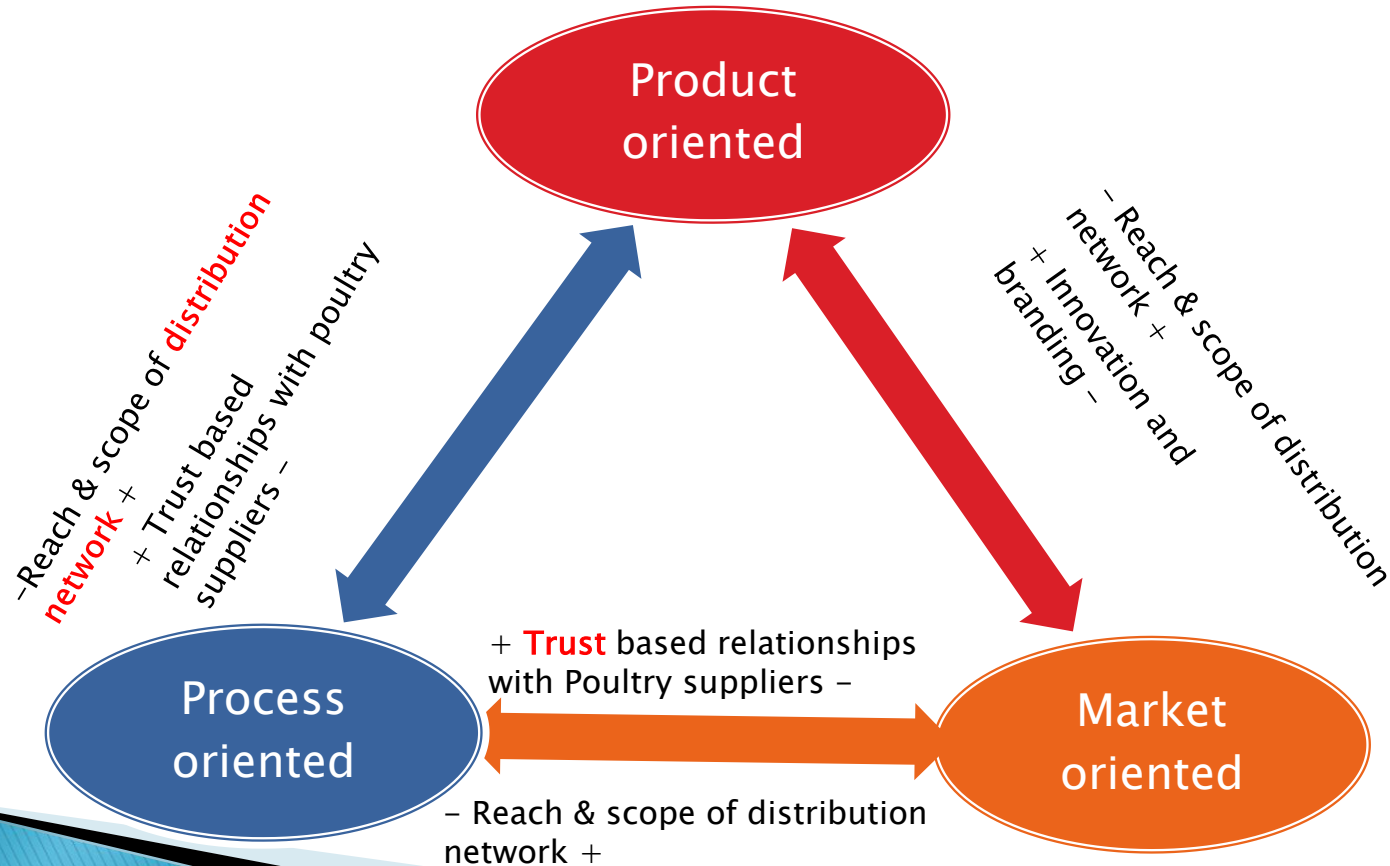 Product
oriented
–Reach & scope of distribution
network +
+ Trust based
relationships with poultry
suppliers –
– Reach & scope of distribution
network +
+ Innovation and
branding –
+ Trust based relationships
with Poultry suppliers –
Process
oriented
Market
oriented
– Reach & scope of distribution
network +